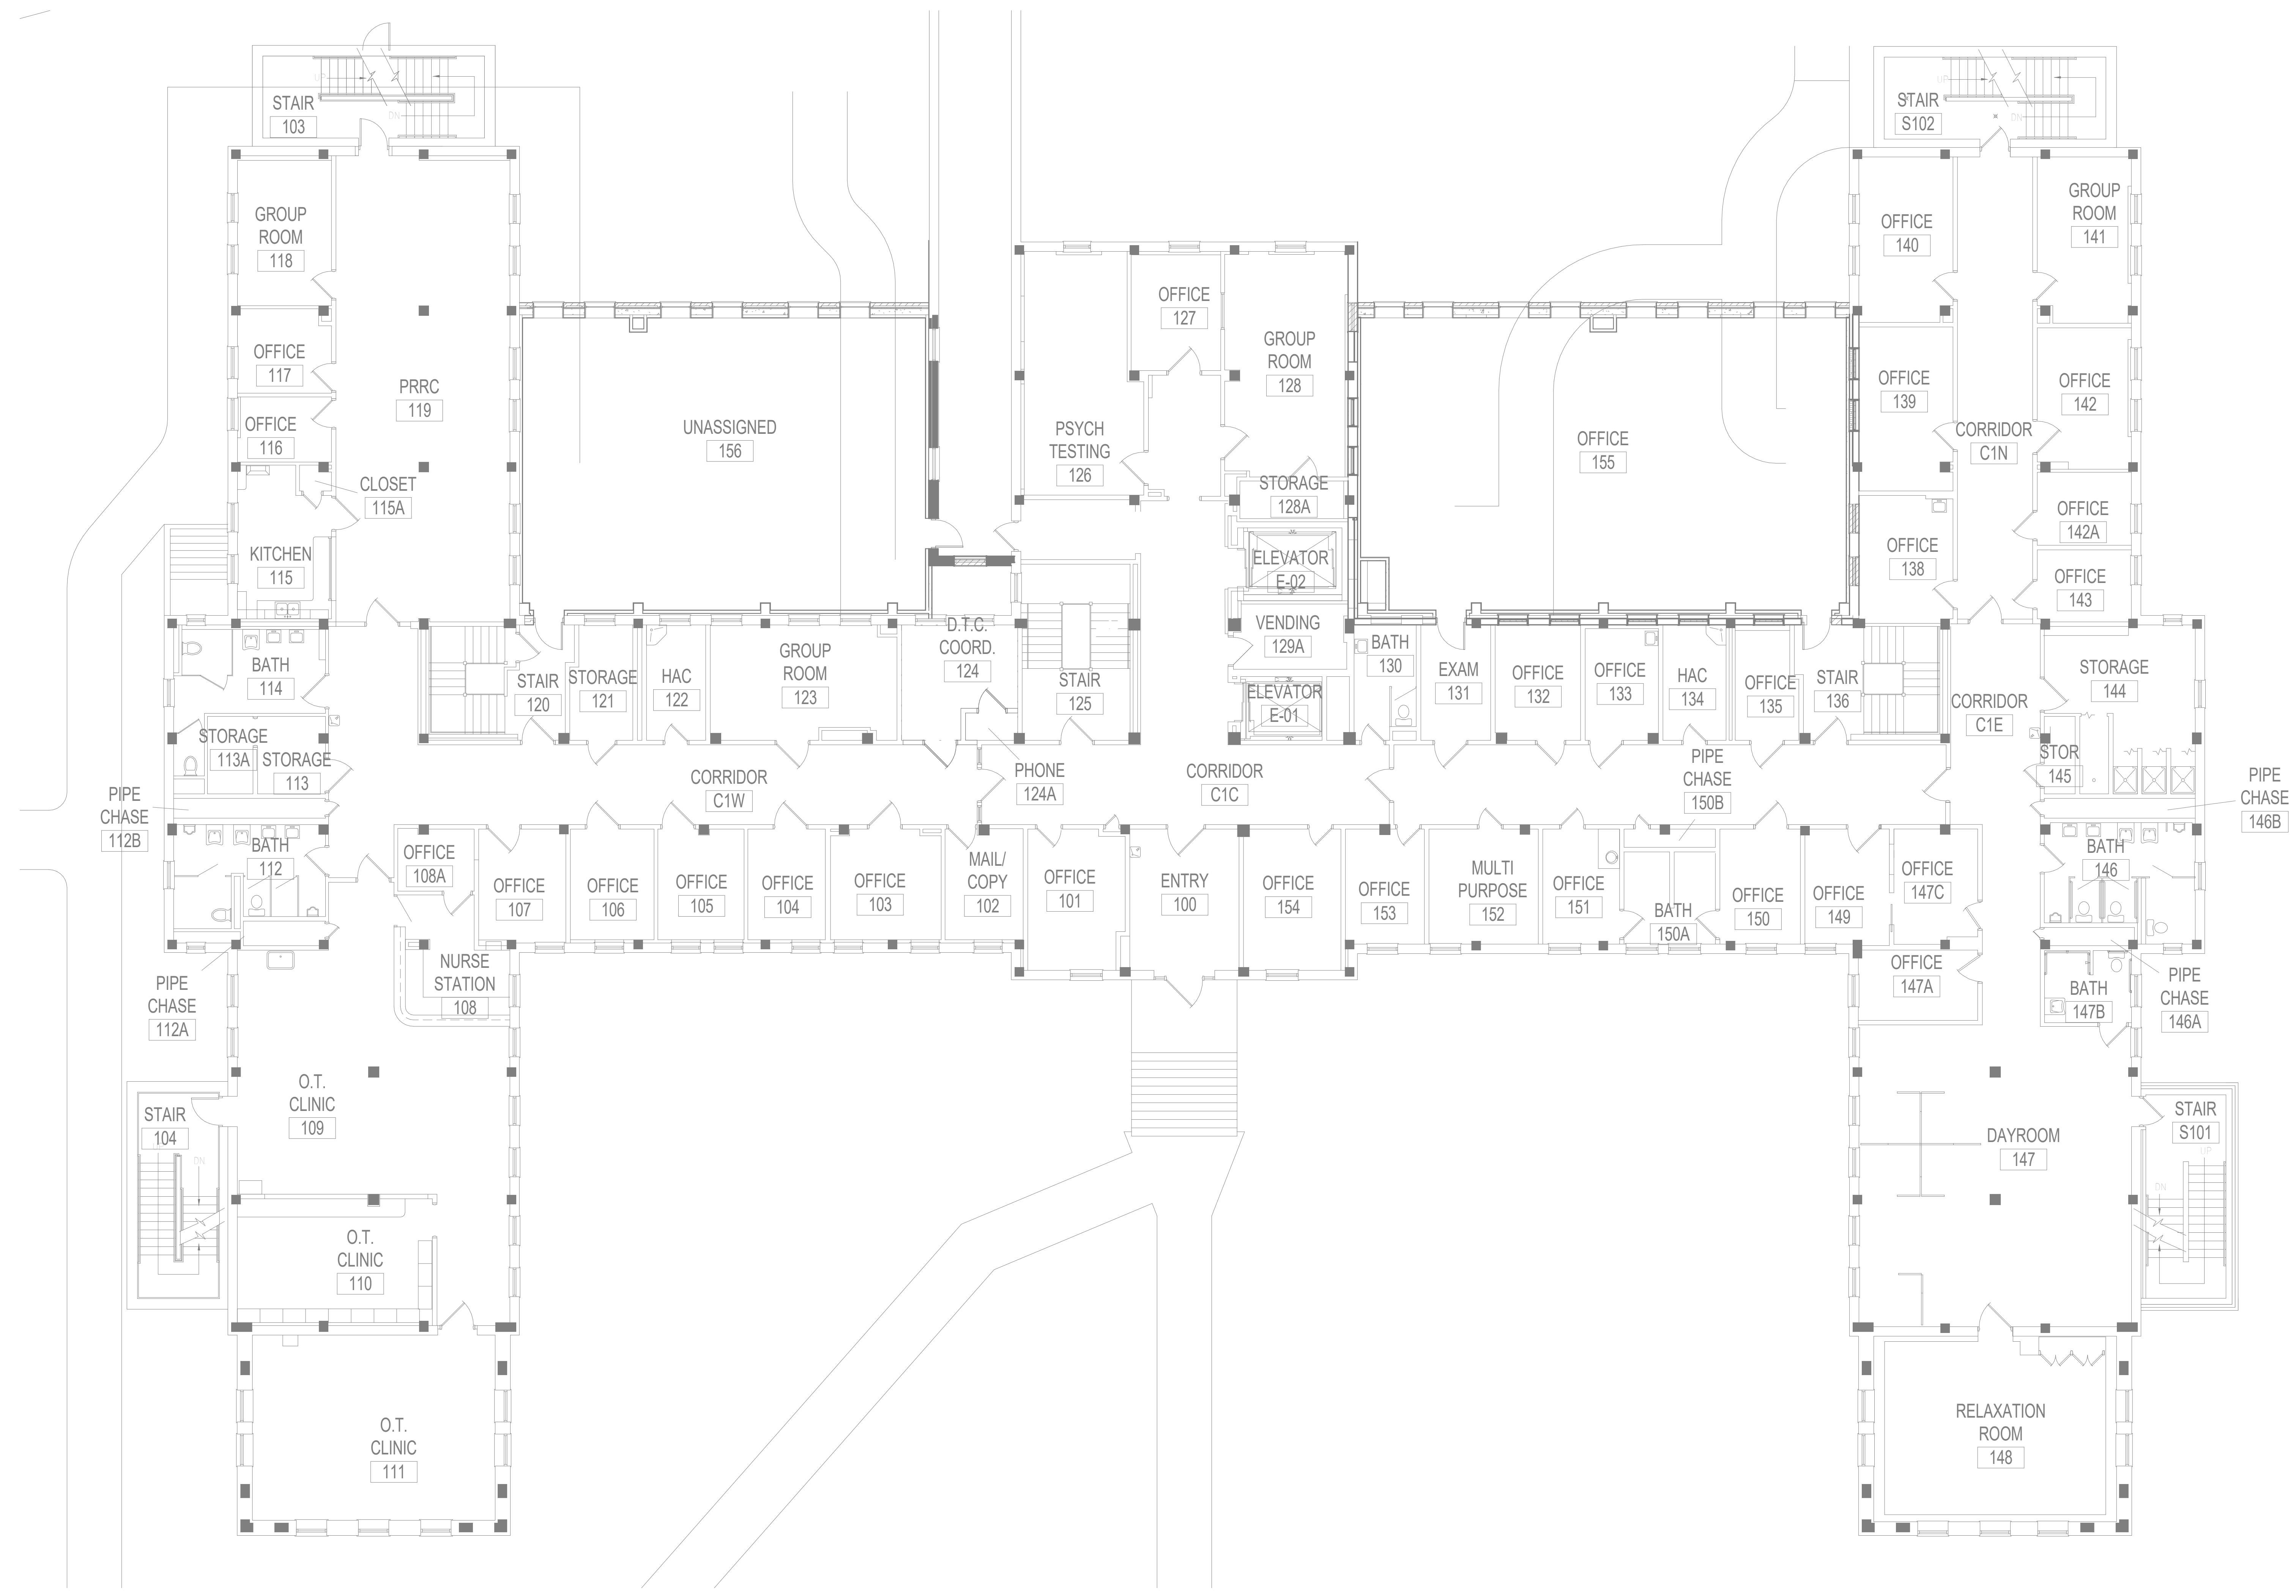 UP
STAIR
103
DN
UP
STAIR
S102
DN
GROUP
ROOM
118
OFFICE
117
OFFICE
116
PRRC
119
CLOSET
115A
KITCHEN
115
UNASSIGNED
156
OFFICE
127
GROUP
ROOM
128
PSYCH
TESTING
126
STORAGE
128A
ELEVATOR
E-02
VENDING
129A
ELEVATOR
E-01
OFFICE
155
OFFICE
140
GROUP
ROOM
141
OFFICE
139
OFFICE
142
CORRIDOR
C1N
OFFICE
142A
OFFICE
138
OFFICE
143
BATH
114
STORAGE
113A
STORAGE
113
PIPE
CHASE
112B
BATH
112
PIPE
CHASE
112A
STAIR
120
STORAGE
121
HAC
122
GROUP
ROOM
123
D.T.C.
COORD.
124
STAIR
125
PHONE
124A
CORRIDOR
C1W
CORRIDOR
C1C
BATH
130
EXAM
131
OFFICE
132
OFFICE
133
HAC
134
OFFICE
135
STAIR
136
PIPE
CHASE
150B
CORRIDOR
C1E
STORAGE
144
STOR
145
PIPE
CHASE
146B
BATH
146
PIPE
CHASE
146A
BATH
147B
OFFICE
108A
OFFICE
107
OFFICE
106
OFFICE
105
OFFICE
104
OFFICE
103
MAIL/
COPY
102
OFFICE
101
ENTRY
100
OFFICE
154
OFFICE
153
MULTI
PURPOSE
152
OFFICE
151
BATH
150A
OFFICE
150
OFFICE
149
OFFICE
147C
OFFICE
147A
NURSE
STATION
108
O.T.
CLINIC
109
STAIR
104
DN
O.T.
CLINIC
110
O.T.
CLINIC
111
DAYROOM
147
STAIR
S101
UP
DN
RELAXATION
ROOM
148